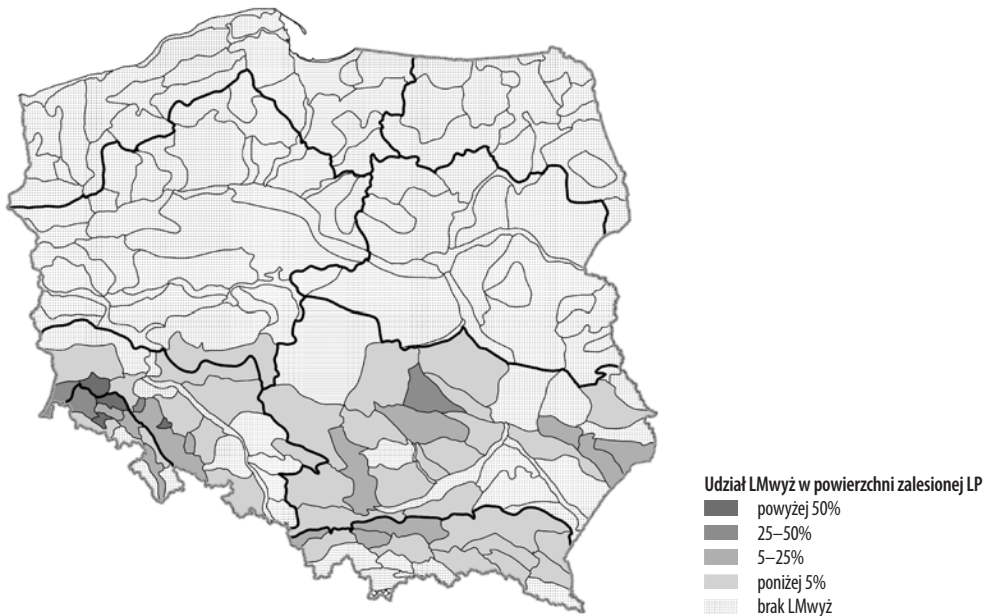 Udział LMwyż w powierzchni zalesionej LP
powyżej 50%
25–50%
5–25%
poniżej 5%
brak LMwyż